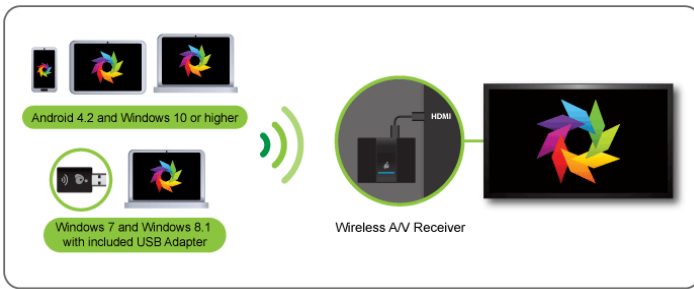 Android 4.2 and Windows 10 or higher
Windows 7 and Windows 8.1
with included USB Adapter
HDMI
Wireless A/V Receiver